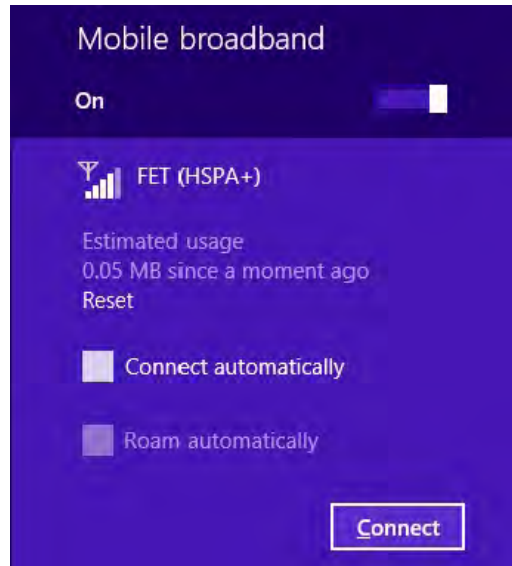 Mobile broadband
On
FET (HSPA+)
Estimated usage
0.05 MB since a moment ago
Reset
Connect automatically
Roam automatically
Connect